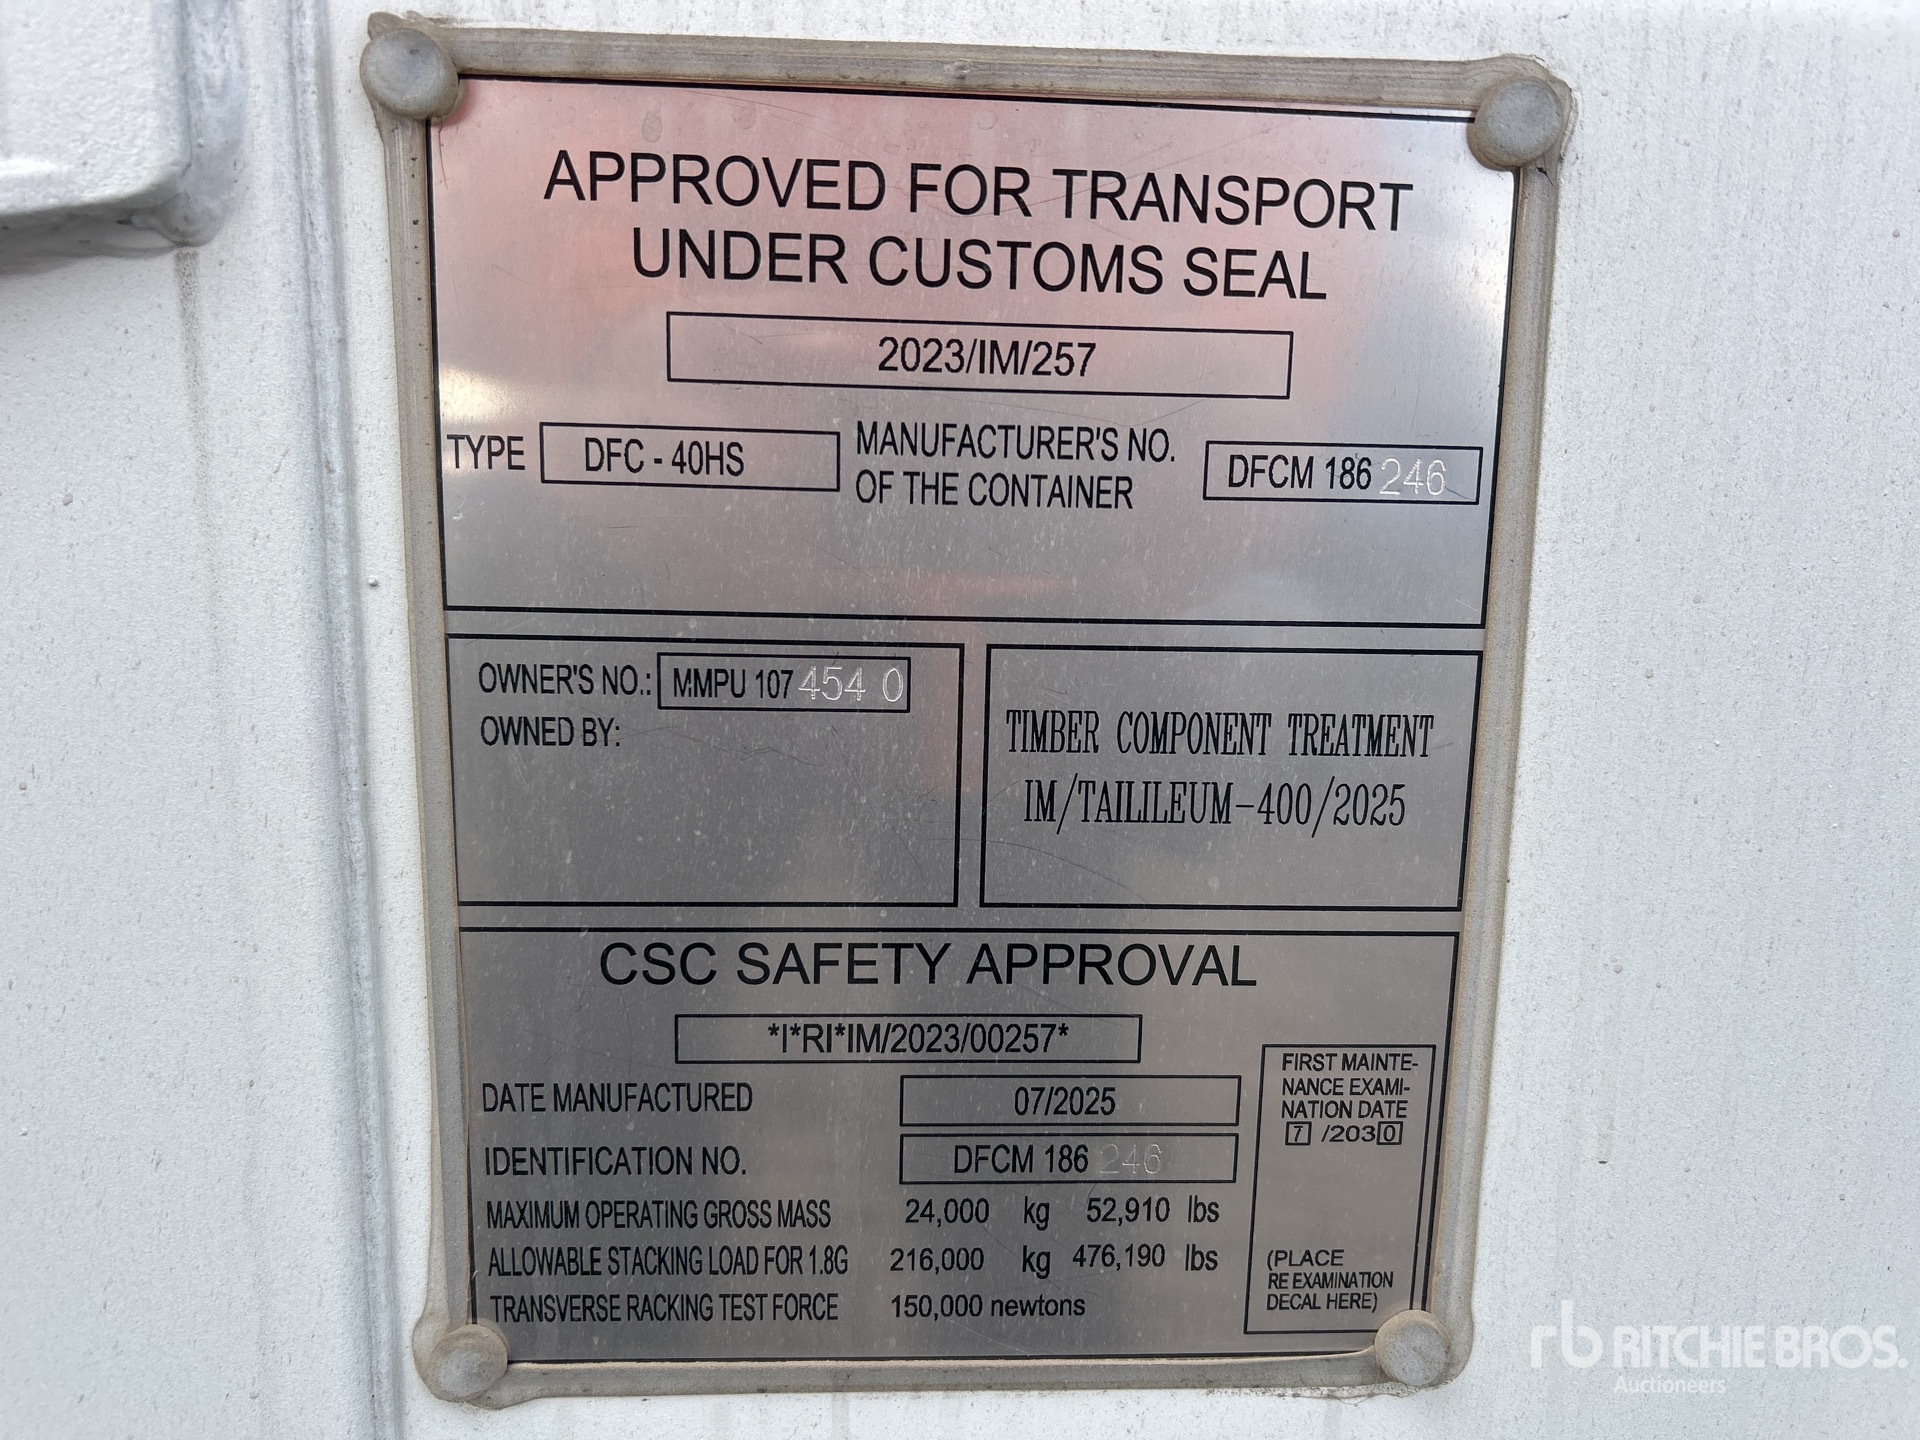 APPROVED FOR TRANSPORT
UNDER CUSTOMS SEAL
2023/IM/257
TYPE DFC - 40HS MANUFACTURER'S NO.
OF THE CONTAINER DFCM 186 246
OWNER'S NO.: MMPU 107 454 0
OWNED BY:
TIMBER COMPONENT TREATMENT
IM/TAILILEUM-400/2025
CSC SAFETY APPROVAL
*I*RI*IM/2023/00257*
DATE MANUFACTURED 07/2025
IDENTIFICATION NO. DFCM 186 246
MAXIMUM OPERATING GROSS MASS 24,000 kg 52,910 lbs
ALLOWABLE STACKING LOAD FOR 1.8G 216,000 kg 476,190 lbs
TRANSVERSE RACKING TEST FORCE 150,000 newtons
FIRST MAINTE-
NANCE EXAMI-
NATION DATE
7 /2030
(PLACE
RE EXAMINATION
DECAL HERE)
rb RITCHIE BROS.
Auctioneers